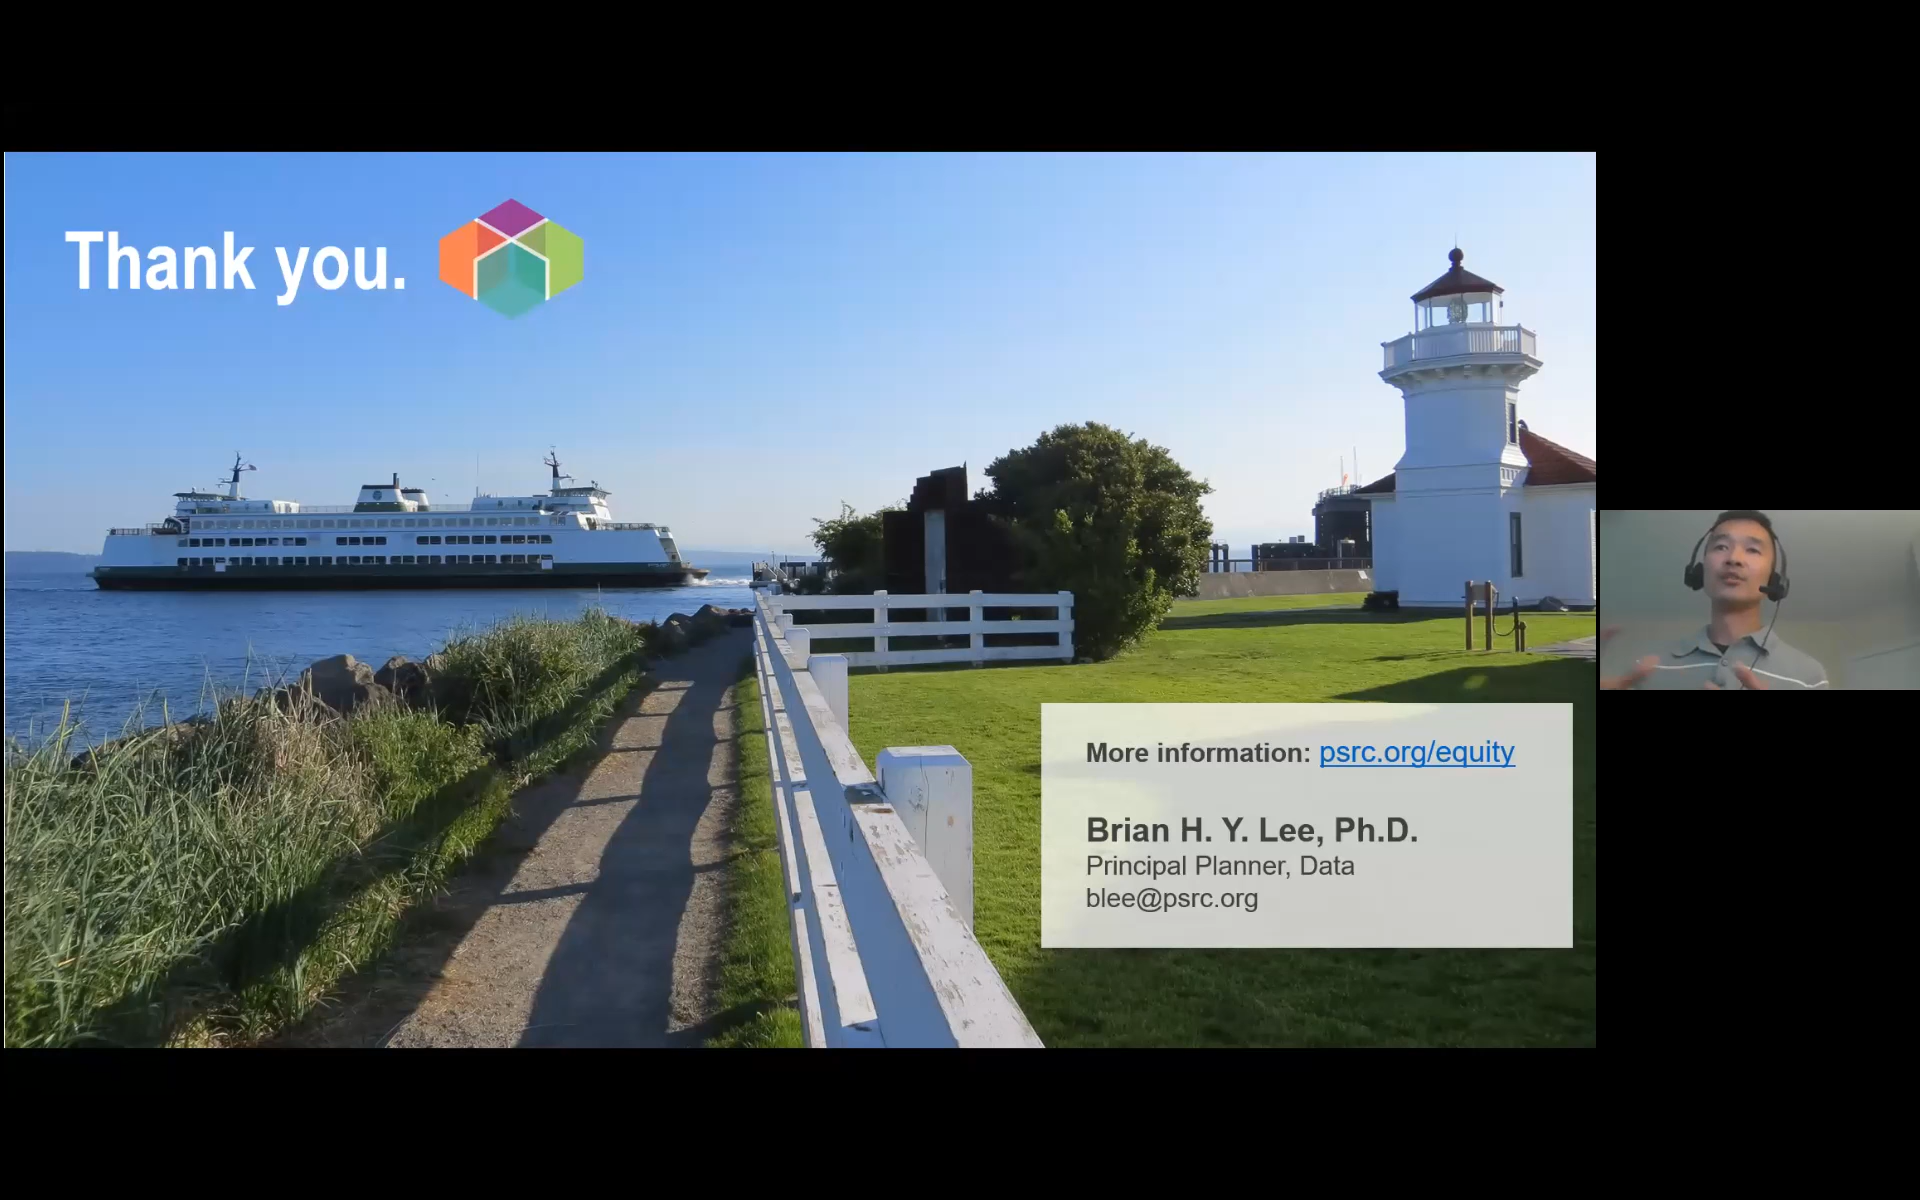 Thank you.
More information: psrc.org/equity
Brian H. Y. Lee, Ph.D.
Principal Planner, Data
blee@psrc.org